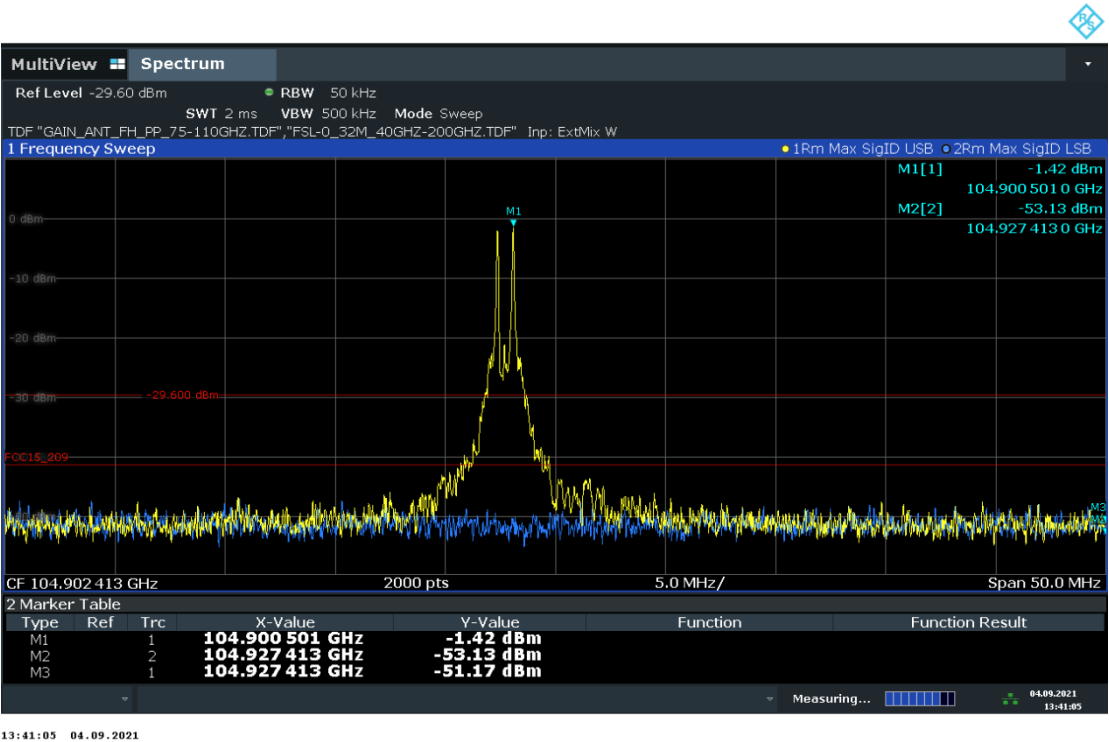 R&S
MultiView Spectrum
Ref Level -29.60 dBm RBW 50 kHz
SWT 2 ms VBW 500 kHz Mode Sweep
TDF "GAIN_ANT_FH_PP_75-110GHZ.TDF","FSL-0_32M_40GHZ-200GHZ.TDF" Inp: ExtMix W
1 Frequency Sweep 1Rm Max SigID USB 2Rm Max SigID LSB
M1[1] -1.42 dBm
104.900 501 0 GHz
M2[2] -53.13 dBm
104.927 413 0 GHz
M1
0 dBm
-10 dBm
-20 dBm
-30 dBm
-29.600 dBm
FCC15_209
M3
M2
CF 104.902 413 GHz 2000 pts 5.0 MHz/ Span 50.0 MHz
2 Marker Table
Type Ref Trc X-Value Y-Value Function Function Result
M1 1 104.900 501 GHz -1.42 dBm
M2 2 104.927 413 GHz -53.13 dBm
M3 1 104.927 413 GHz -51.17 dBm
Measuring... 04.09.2021
13:41:05
13:41:05 04.09.2021